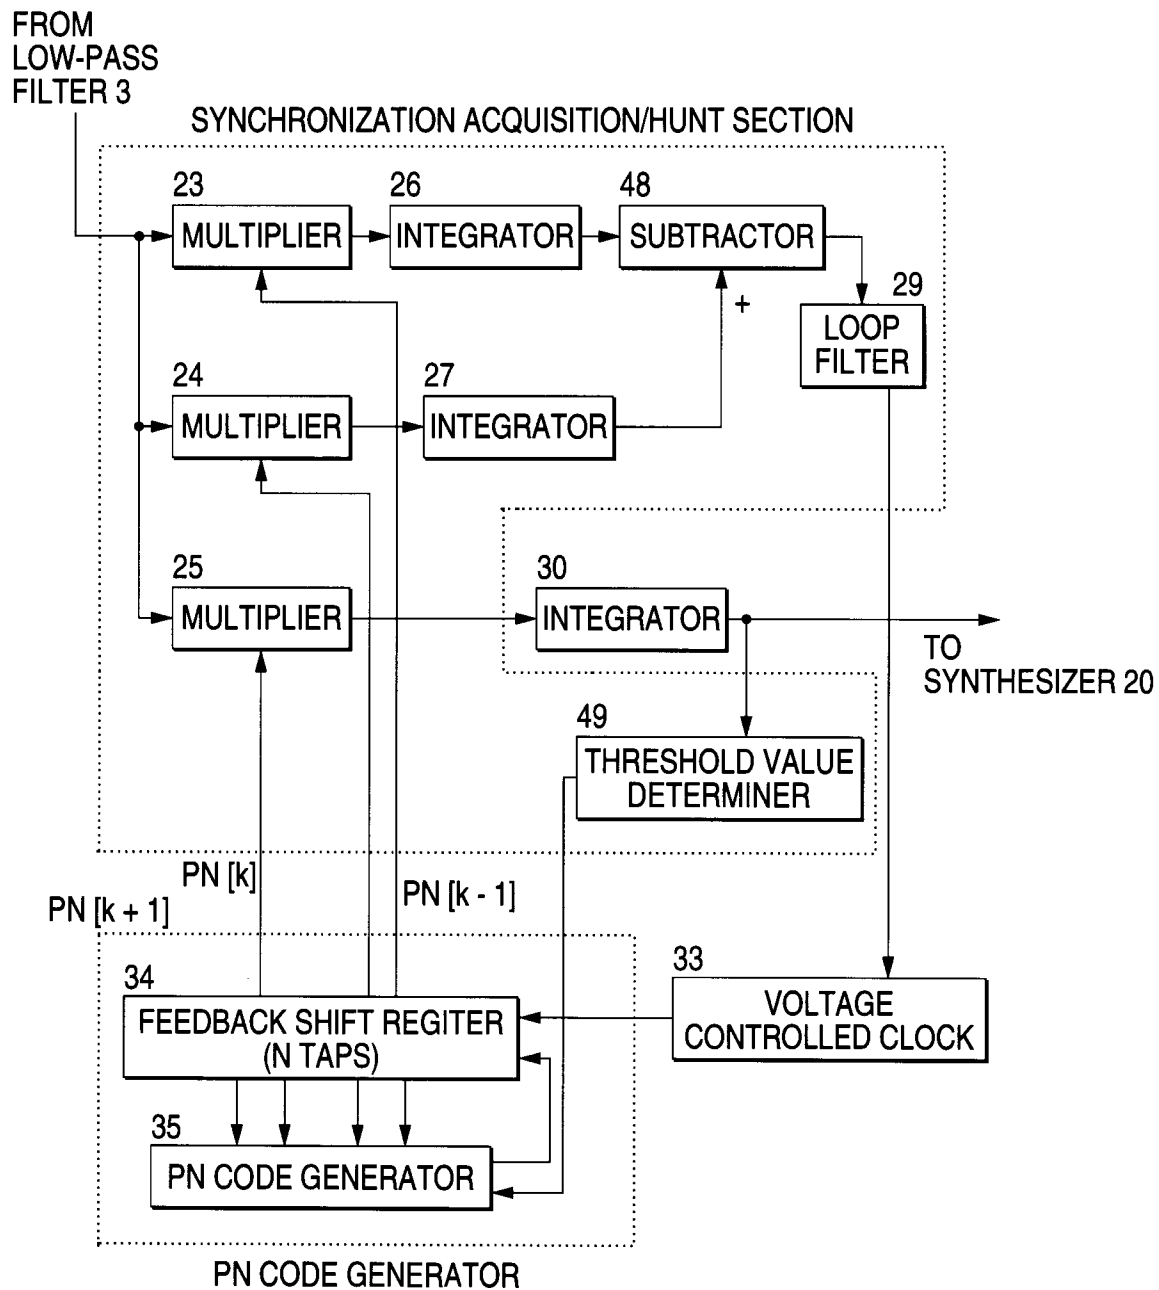 FROM
LOW-PASS
FILTER 3
SYNCHRONIZATION ACQUISITION/HUNT SECTION
23
MULTIPLIER
26
INTEGRATOR
48
SUBTRACTOR
+
29
LOOP
FILTER
24
MULTIPLIER
27
INTEGRATOR
25
MULTIPLIER
30
INTEGRATOR
TO
SYNTHESIZER 20
49
THRESHOLD VALUE
DETERMINER
PN [k]
PN [k + 1]
PN [k - 1]
34
FEEDBACK SHIFT REGITER
(N TAPS)
33
VOLTAGE
CONTROLLED CLOCK
35
PN CODE GENERATOR
PN CODE GENERATOR